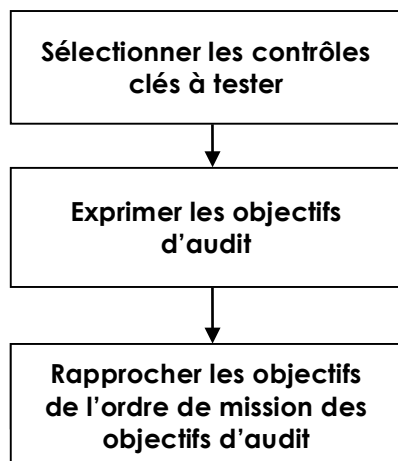 Sélectionner les contrôles
clés à tester
Exprimer les objectifs
d’audit
Rapprocher les objectifs
de l’ordre de mission des
objectifs d’audit